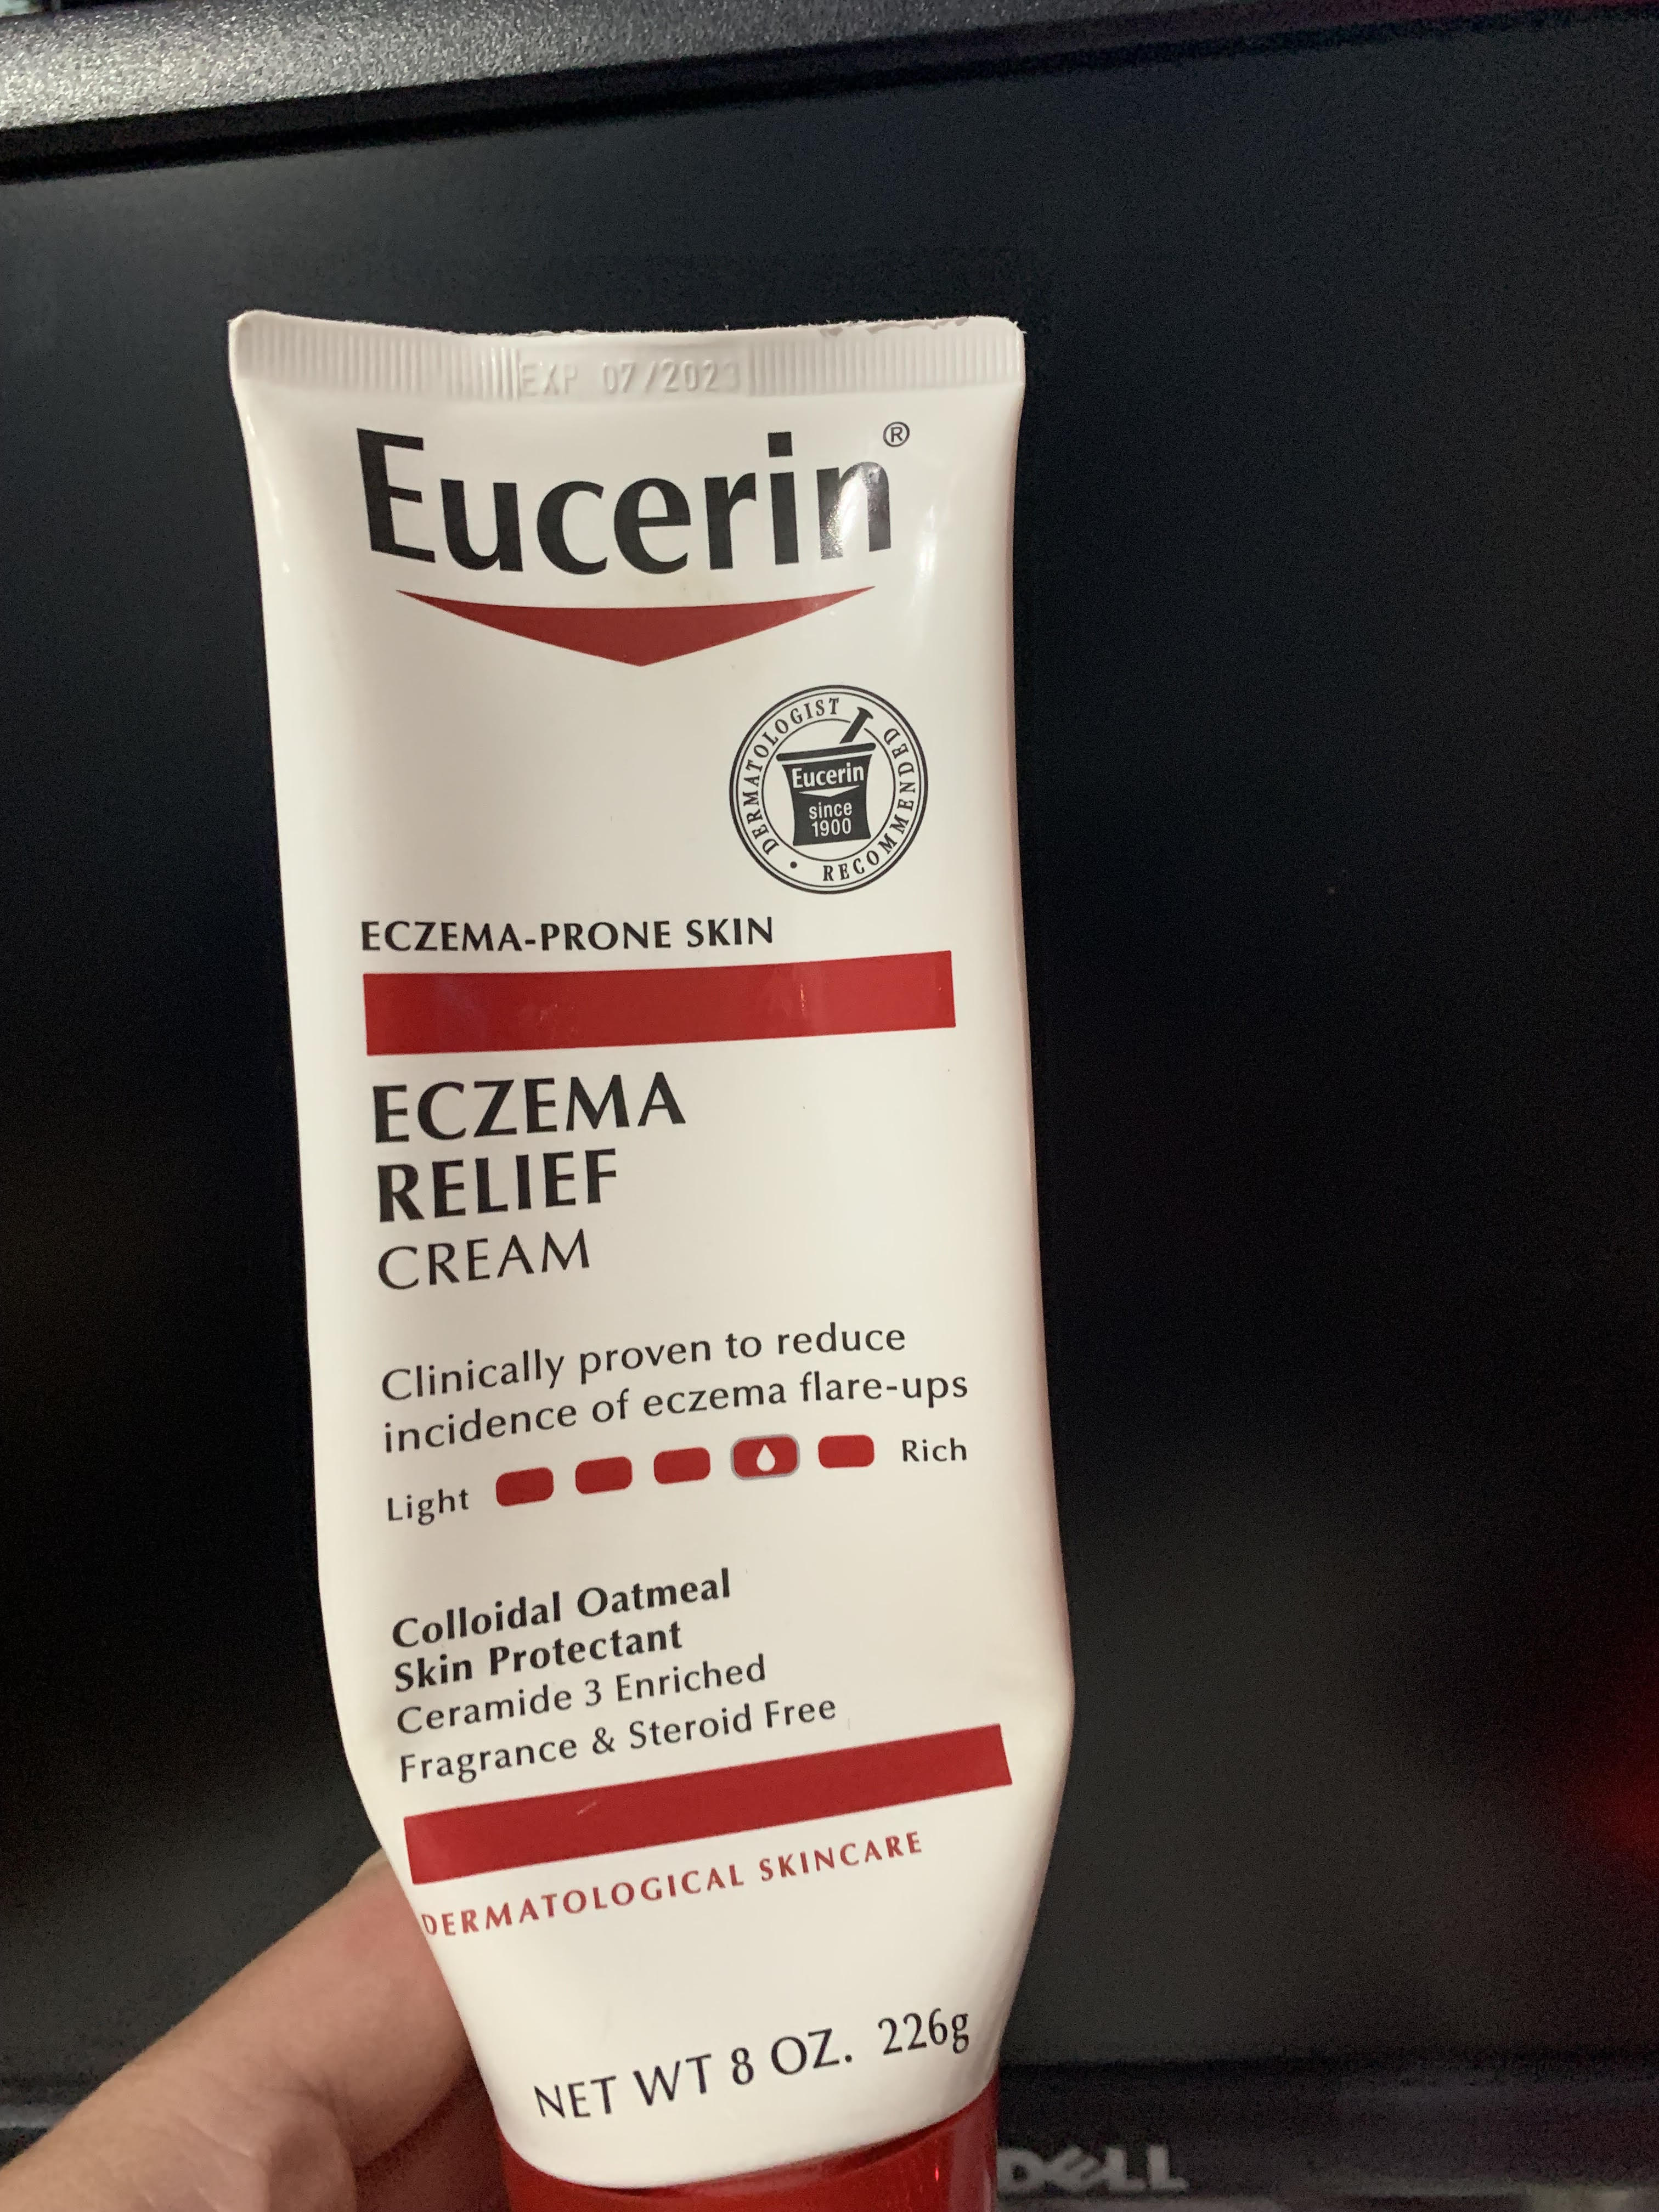 EXP 07/2023
Eucerin®
DERMATOLOGIST RECOMMENDED •
Eucerin
since
1900
ECZEMA-PRONE SKIN
ECZEMA
RELIEF
CREAM
Clinically proven to reduce
incidence of eczema flare-ups
Light Rich
Colloidal Oatmeal
Skin Protectant
Ceramide 3 Enriched
Fragrance & Steroid Free
DERMATOLOGICAL SKINCARE
NET WT 8 OZ. 226g
DELL